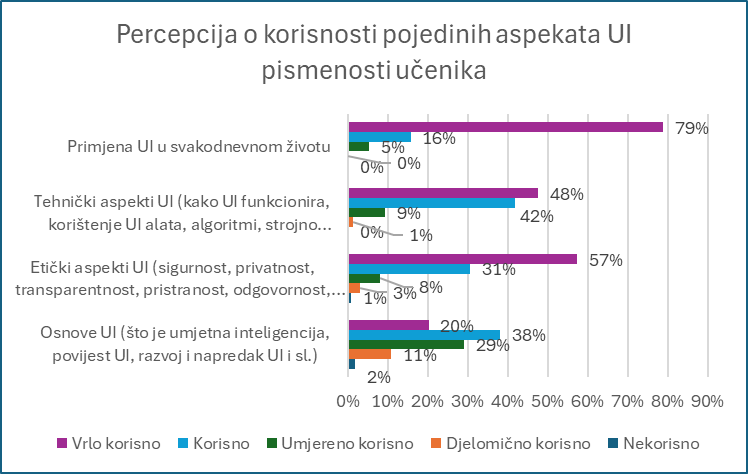 Percepcija o korisnosti pojedinih aspekata UI
pismenosti učenika
Primjena UI u svakodnevnom životu
79%
16%
5%
0%
0%
Tehnički aspekti UI (kako UI funkcionira,
korištenje UI alata, algoritmi, strojno...
48%
42%
9%
1%
0%
Etički aspekti UI (sigurnost, privatnost,
transparentnost, pristranost, odgovornost,...
57%
31%
8%
3%
1%
Osnove UI (što je umjetna inteligencija,
povijest UI, razvoj i napredak UI i sl.)
20%
38%
29%
11%
2%
0% 10% 20% 30% 40% 50% 60% 70% 80% 90%
Vrlo korisno Korisno Umjereno korisno Djelomično korisno Nekorisno